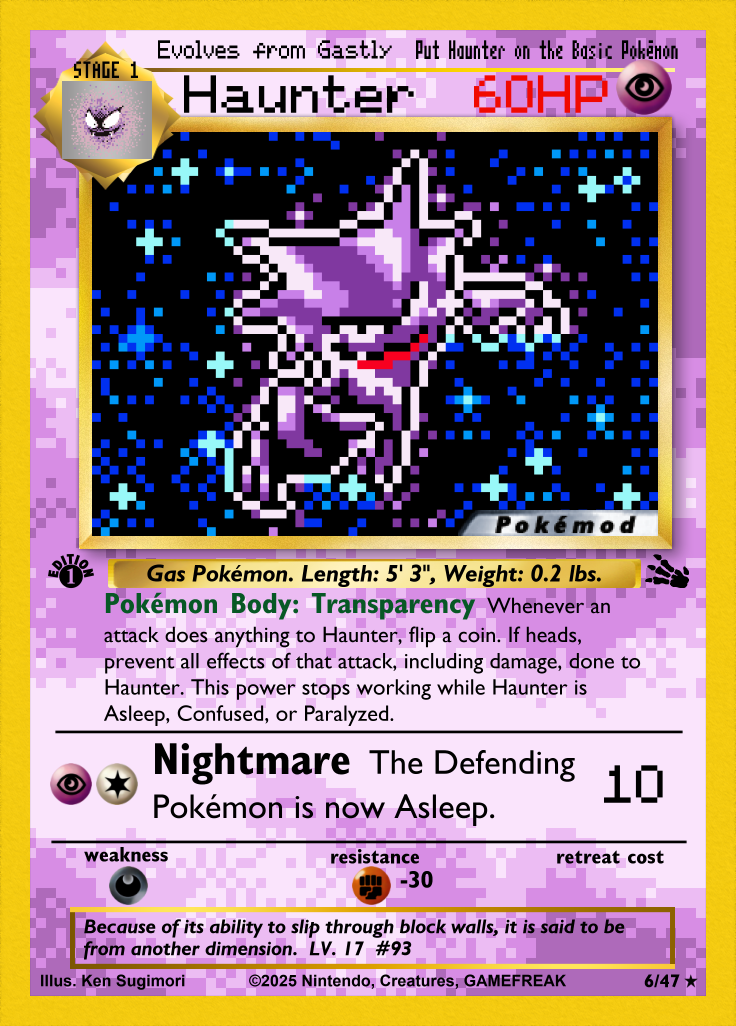 Evolves from Gastly Put Haunter on the Basic Pokémon
STAGE 1
Haunter 60HP
Pokémod
EDITION
1
Gas Pokémon. Length: 5' 3", Weight: 0.2 lbs.
Pokémon Body: Transparency Whenever an
attack does anything to Haunter, flip a coin. If heads,
prevent all effects of that attack, including damage, done to
Haunter. This power stops working while Haunter is
Asleep, Confused, or Paralyzed.
Nightmare The Defending
Pokémon is now Asleep.
10
weakness resistance retreat cost
-30
Because of its ability to slip through block walls, it is said to be
from another dimension. LV. 17 #93
Illus. Ken Sugimori ©2025 Nintendo, Creatures, GAMEFREAK 6/47 ★